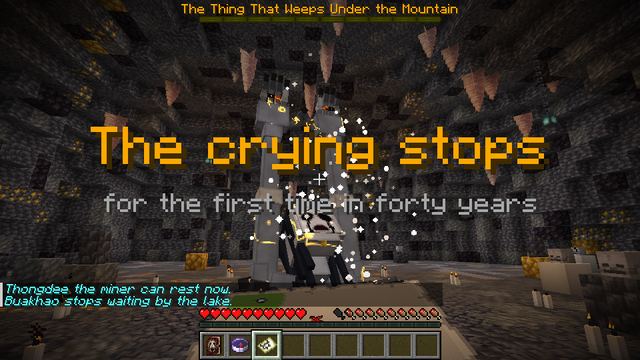 The Thing That Weeps Under the Mountain
The crying stops
for the first time in forty years
Thongdee the miner can rest now.
Buakhao stops waiting by the lake.